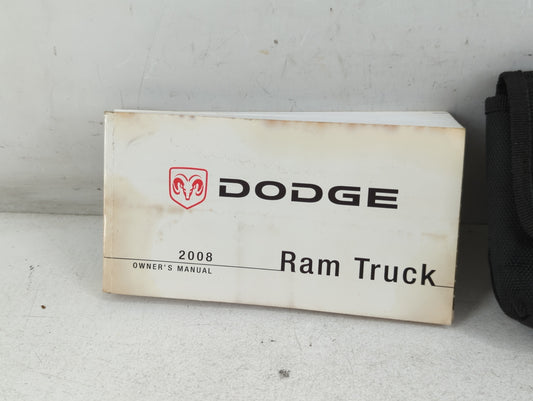 DODGE
2008
OWNER'S MANUAL
Ram Truck